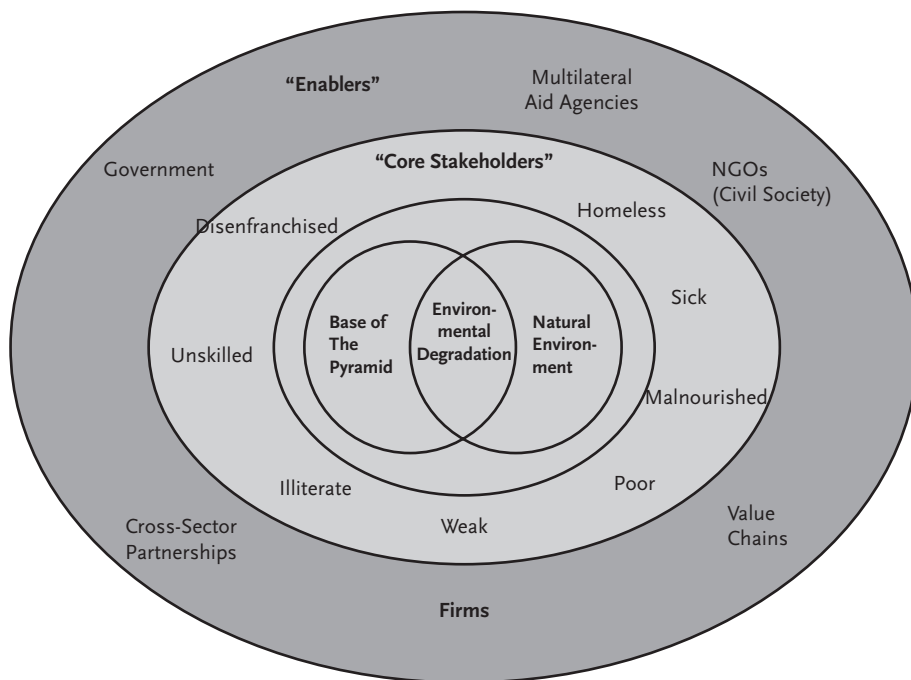 “Enablers”
Multilateral
Aid Agencies
Government
“Core Stakeholders”
NGOs
(Civil Society)
Disenfranchised
Homeless
Sick
Base of
The
Pyramid
Environ-
mental
Degradation
Natural
Environ-
ment
Unskilled
Malnourished
Illiterate
Poor
Weak
Cross-Sector
Partnerships
Value
Chains
Firms